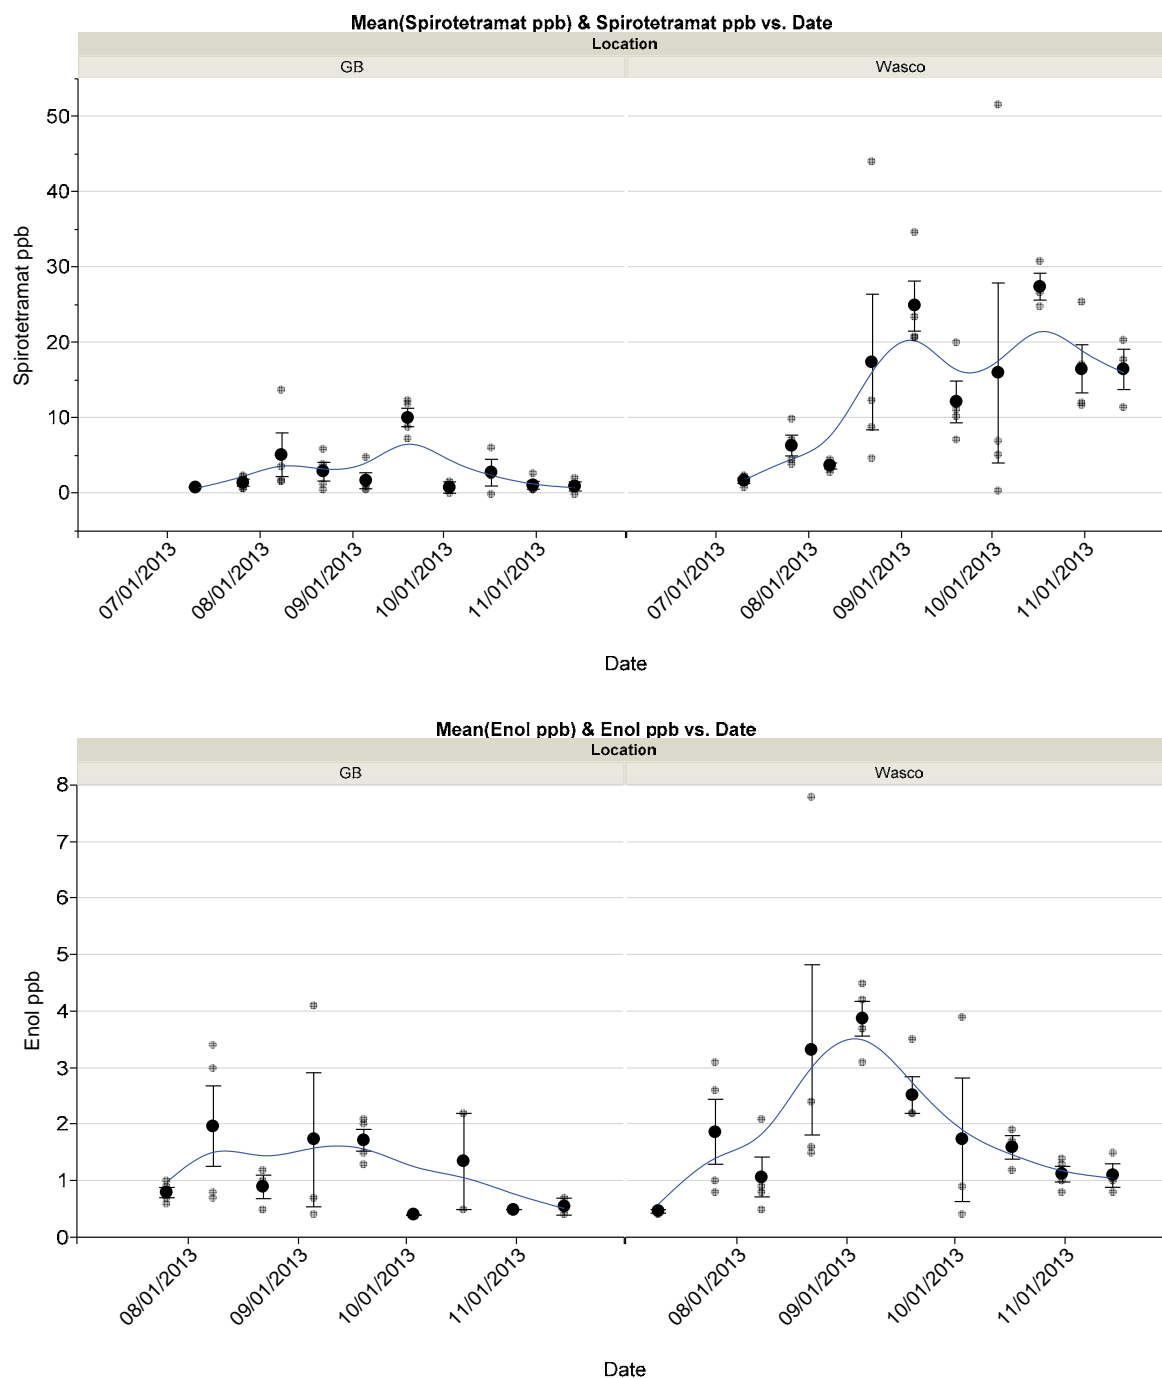 Mean(Spirotetramat ppb) & Spirotetramat ppb vs. Date
Location
GB Wasco
Spirotetramat ppb
50
40
30
20
10
0
07/01/2013 08/01/2013 09/01/2013 10/01/2013 11/01/2013 07/01/2013 08/01/2013 09/01/2013 10/01/2013 11/01/2013
Date
Mean(Enol ppb) & Enol ppb vs. Date
Location
GB Wasco
Enol ppb
8
7
6
5
4
3
2
1
0
08/01/2013 09/01/2013 10/01/2013 11/01/2013 08/01/2013 09/01/2013 10/01/2013 11/01/2013
Date